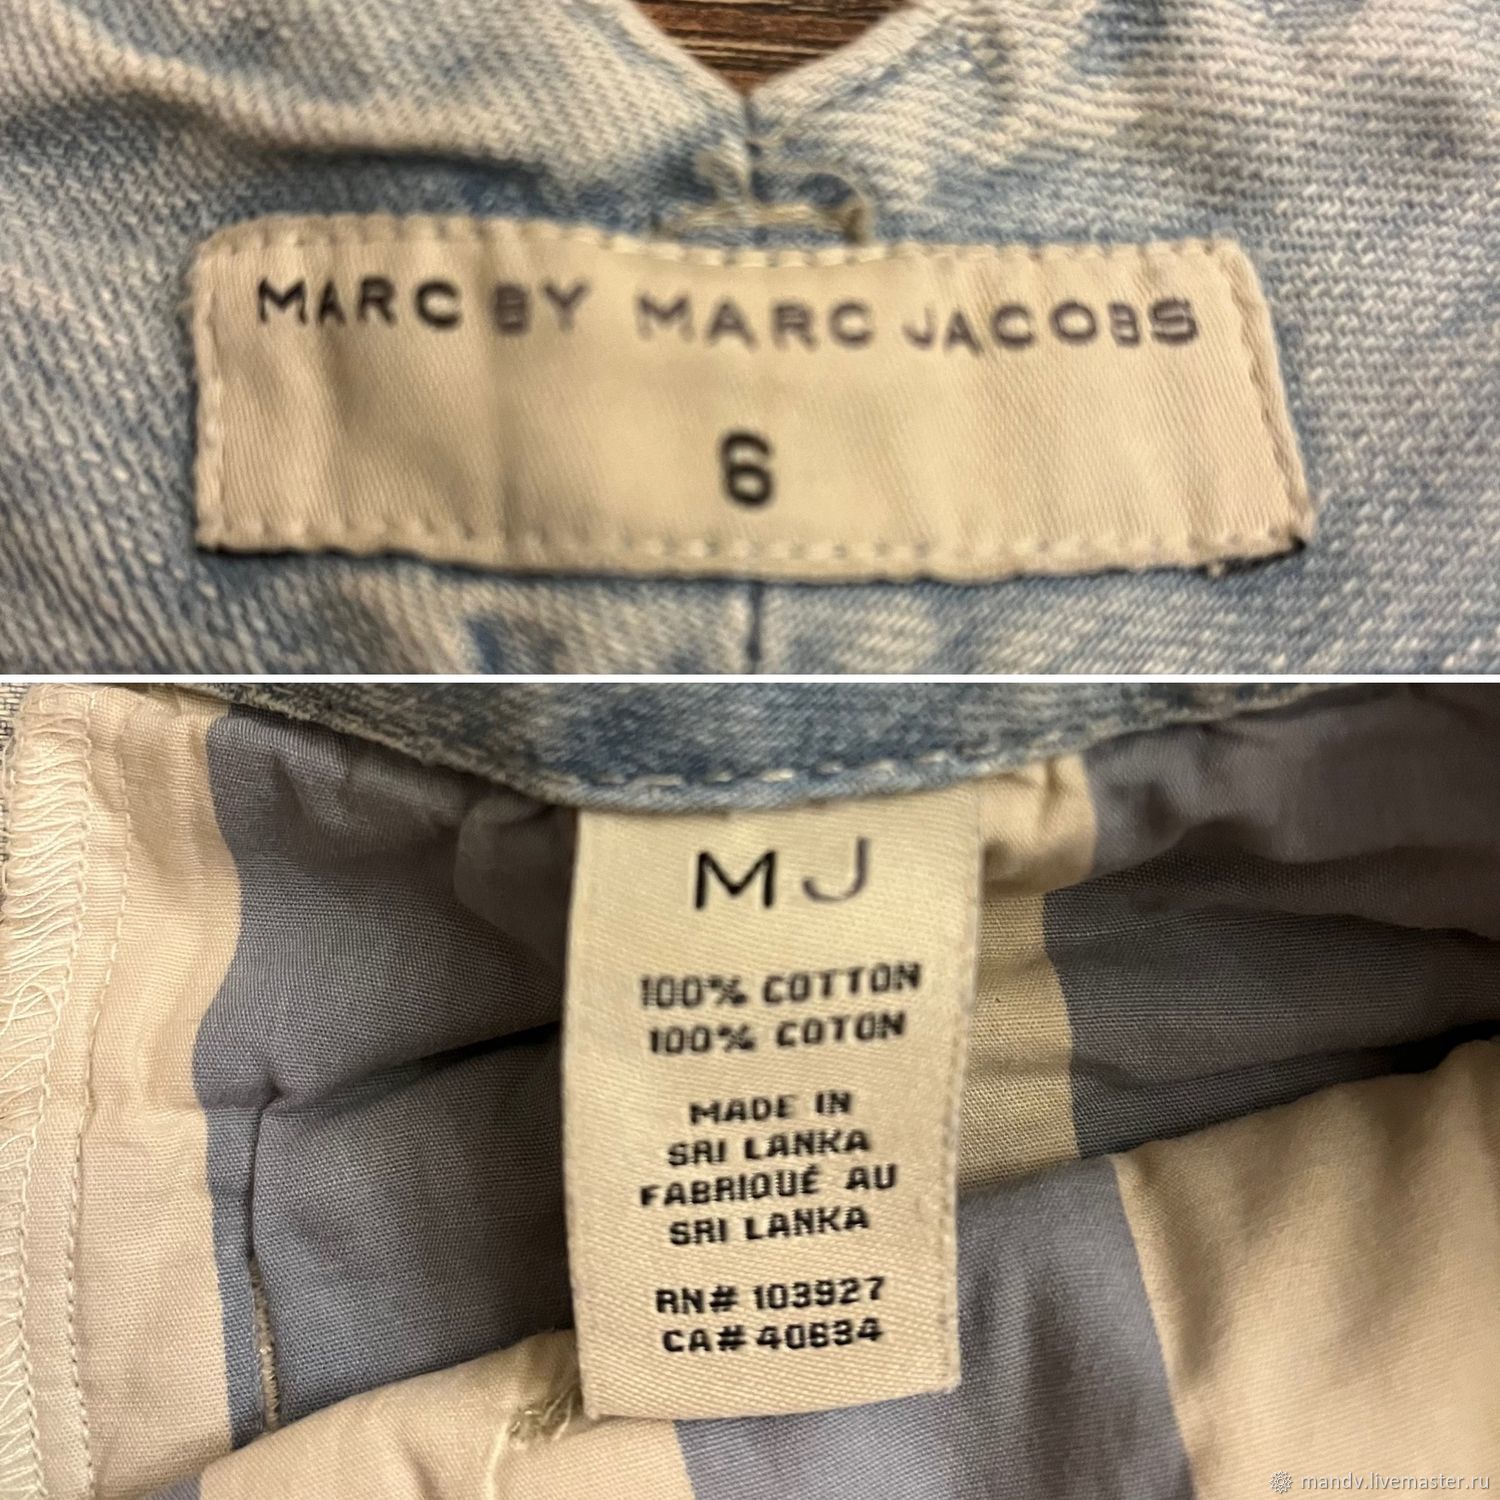 MARC BY MARC JACOBS
6
MJ
100% COTTON
100% COTON
MADE IN
SRI LANKA
FABRIQUÉ AU
SRI LANKA
RN# 103927
CA# 40634
mandv.livemaster.ru